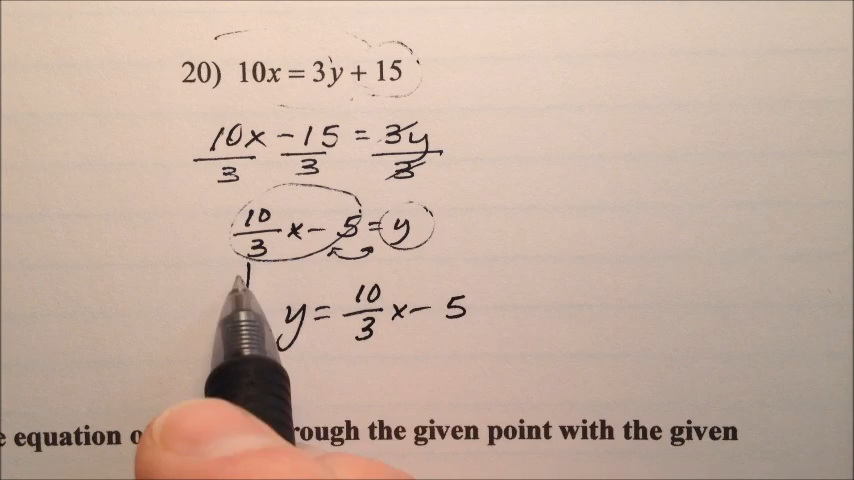 20) 10x = 3y + 15
10x - 15 = 3y
3 3 3
10/3 x - 5 = y
y = 10/3 x - 5
equation rough the given point with the given